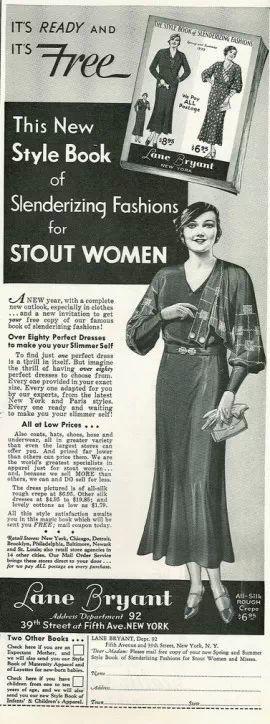 IT'S READY AND
IT'S Free
THE STYLE BOOK OF SLENDERIZING FASHIONS
Spring and Summer
1933
We Pay
ALL
Postage
$8.95
$6.95
Lane Bryant
NEW YORK
This New
Style Book
of
Slenderizing Fashions
for
STOUT WOMEN
A NEW year, with a complete
new outlook, especially in clothes
. . . and a new invitation to get
your free copy of our famous
book of slenderizing fashions!
Over Eighty Perfect Dresses
to make you your Slimmer Self
To find just one perfect dress
is a thrill in itself. But imagine
the thrill of having over eighty
perfect dresses to choose from.
Every one provided in your exact
size. Every one adapted for you
by our experts, from the latest
New York and Paris styles.
Every one ready and waiting
to make you your slimmer self!
All at Low Prices . . .
Also coats, hats, shoes, hose and
underwear, all in greater variety
than even the largest stores can
offer you. And priced far lower
than others can price them. We are
the world's greatest specialists in
apparel just for stout women...
and, because we sell MORE than
others, we can and DO sell for less.
The dress pictured is of all-silk
rough crepe at $6.95. Other silk
dresses at $4.95 to $19.85; and
lovely cottons as low as $1.79.
All this style satisfaction awaits
you in this magic book which will be
sent you FREE; mail coupon today.
* * *
Retail Stores: New York, Chicago, Detroit,
Brooklyn, Philadelphia, Baltimore, Newark
and St. Louis; also retail store agencies in
14 other cities. Our Mail Order Service
brings these stores direct to your door . . .
for we pay ALL postage on every purchase.
All-Silk
ROUGH
Crepe
$6.95
Lane Bryant
Address Department 92
39th Street at Fifth Ave. NEW YORK
Two Other Books . . .
Check here if you are an
Expectant Mother, and
we will also send you our
Style Book of Maternity Apparel and
of Layettes for new-born babies.
Check here if you have
children from one to ten
years of age, and we will also
send you our new Style Book of
Infants' & Children's Apparel.
LANE BRYANT, Dept. 92
Fifth Avenue and 39th Street, New York, N. Y.
Dear Madam: Please mail free copy of your new Spring and Summer
Style Book of Slenderizing Fashions for Stout Women and Misses.
Name
Address
Town State